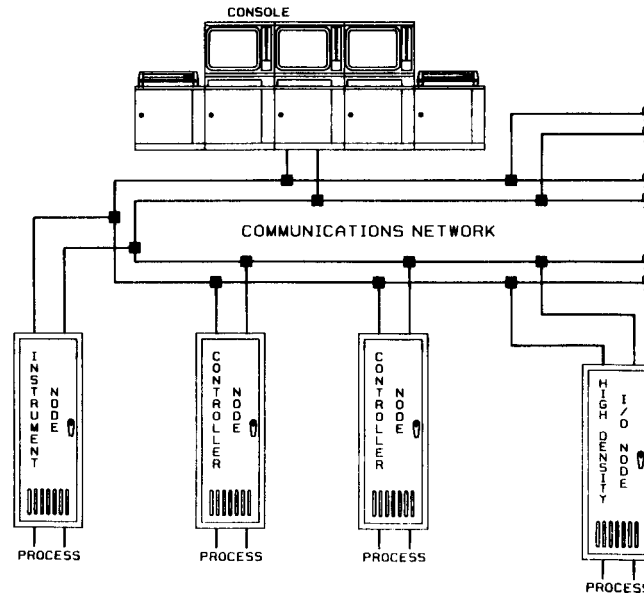 CONSOLE
COMMUNICATIONS NETWORK
INSTRUMENT
NODE
CONTROLLER
NODE
CONTROLLER
NODE
HIGH DENSITY
I/O NODE
PROCESS
PROCESS
PROCESS
PROCESS